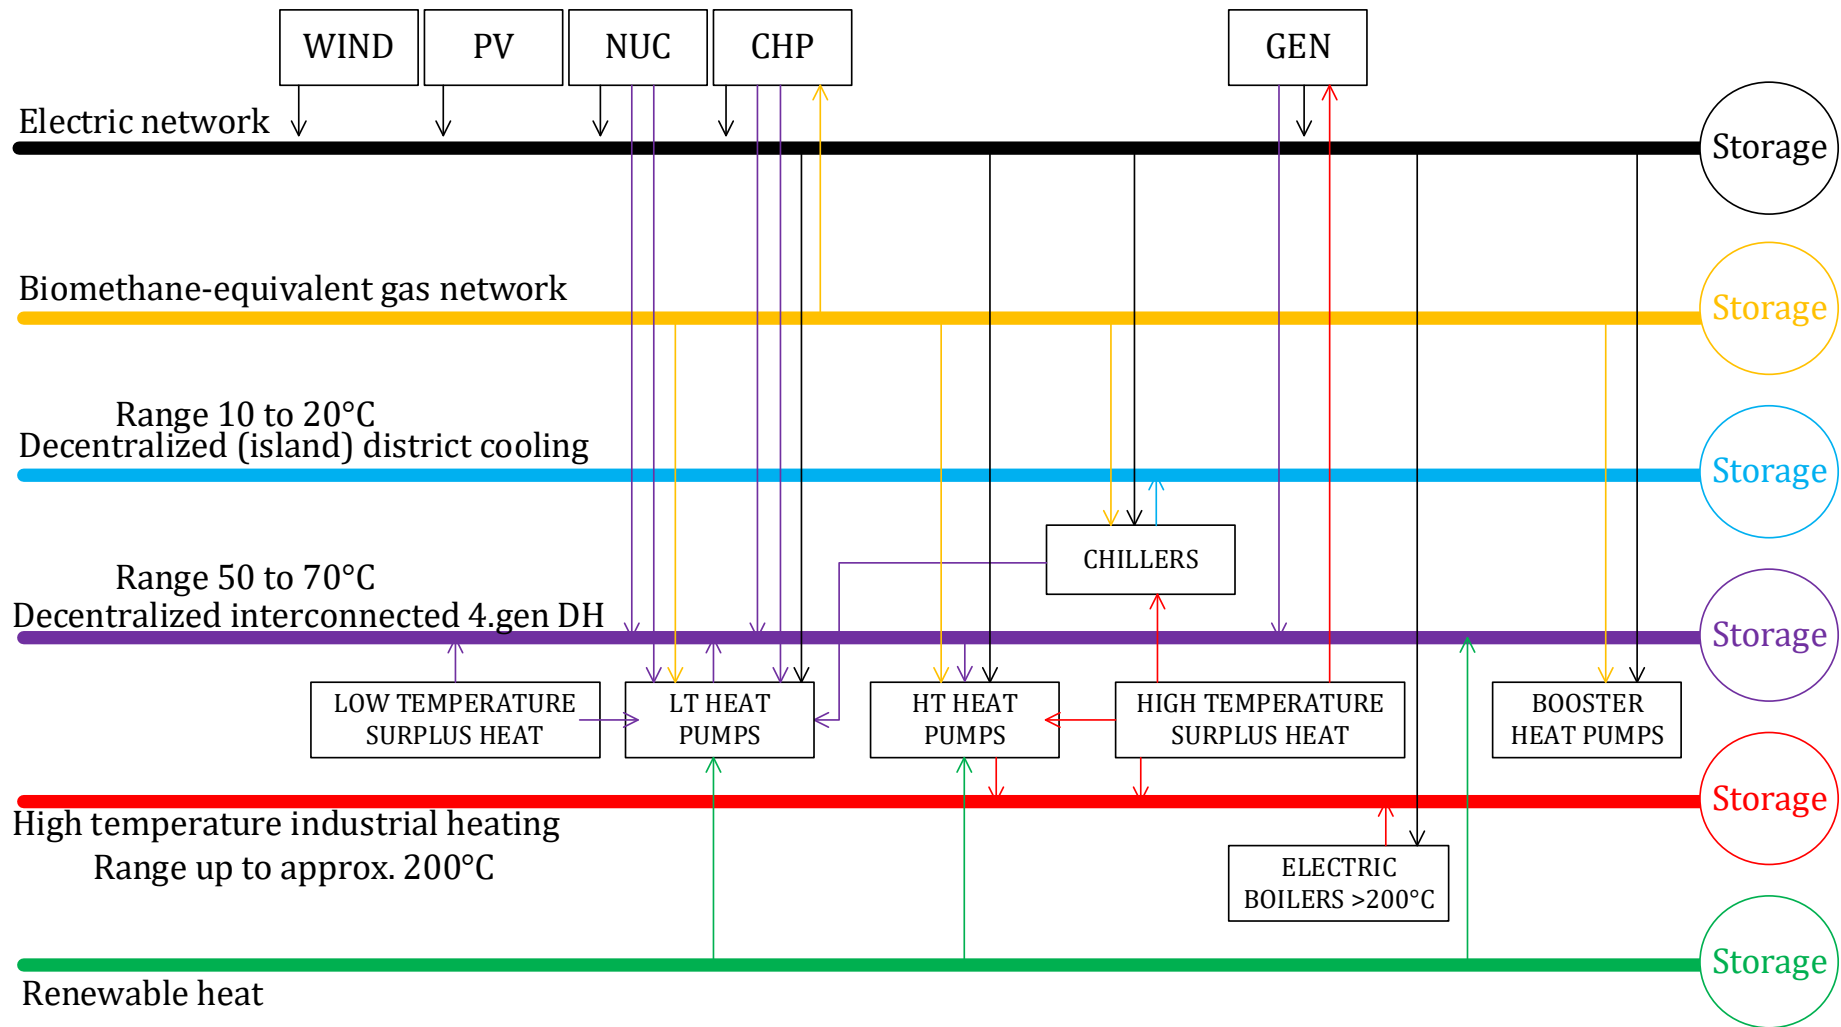 WIND
PV
NUC
CHP
GEN
Electric network
Storage
Biomethane-equivalent gas network
Storage
Range 10 to 20°C
Decentralized (island) district cooling
Storage
CHILLERS
Range 50 to 70°C
Decentralized interconnected 4.gen DH
Storage
LOW TEMPERATURE
SURPLUS HEAT
LT HEAT
PUMPS
HT HEAT
PUMPS
HIGH TEMPERATURE
SURPLUS HEAT
BOOSTER
HEAT PUMPS
Storage
High temperature industrial heating
Range up to approx. 200°C
ELECTRIC
BOILERS >200°C
Storage
Renewable heat